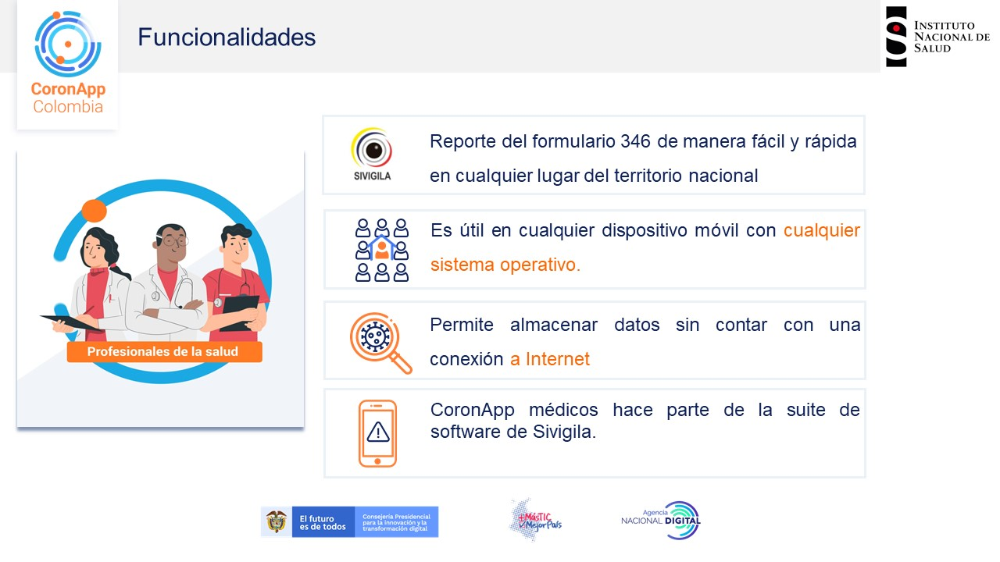 Funcionalidades
CoronApp
Colombia
INSTITUTO
NACIONAL DE
SALUD
Profesionales de la salud
SIVIGILA
Reporte del formulario 346 de manera fácil y rápida
en cualquier lugar del territorio nacional
Es útil en cualquier dispositivo móvil con cualquier
sistema operativo.
Permite almacenar datos sin contar con una
conexión a Internet
CoronApp médicos hace parte de la suite de
software de Sivigila.
El futuro
es de todos
Consejería Presidencial
para la innovación y la
transformación digital
+MásTIC
MejorPaís
Agencia
NACIONAL DIGITAL